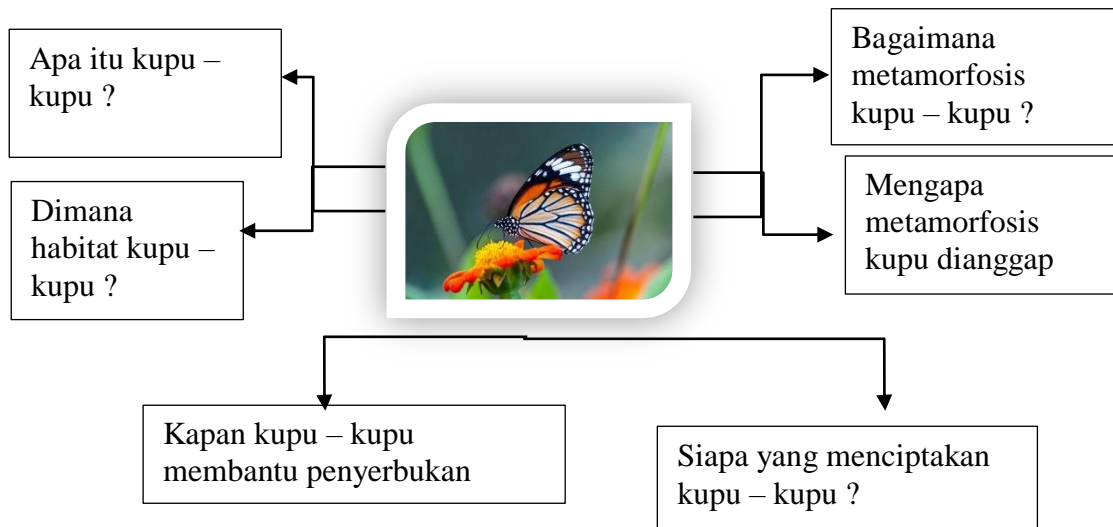 Apa itu kupu –
kupu ?
Dimana
habitat kupu –
kupu ?
Bagaimana
metamorfosis
kupu – kupu ?
Mengapa
metamorfosis
kupu dianggap
Kapan kupu – kupu
membantu penyerbukan
Siapa yang menciptakan
kupu – kupu ?